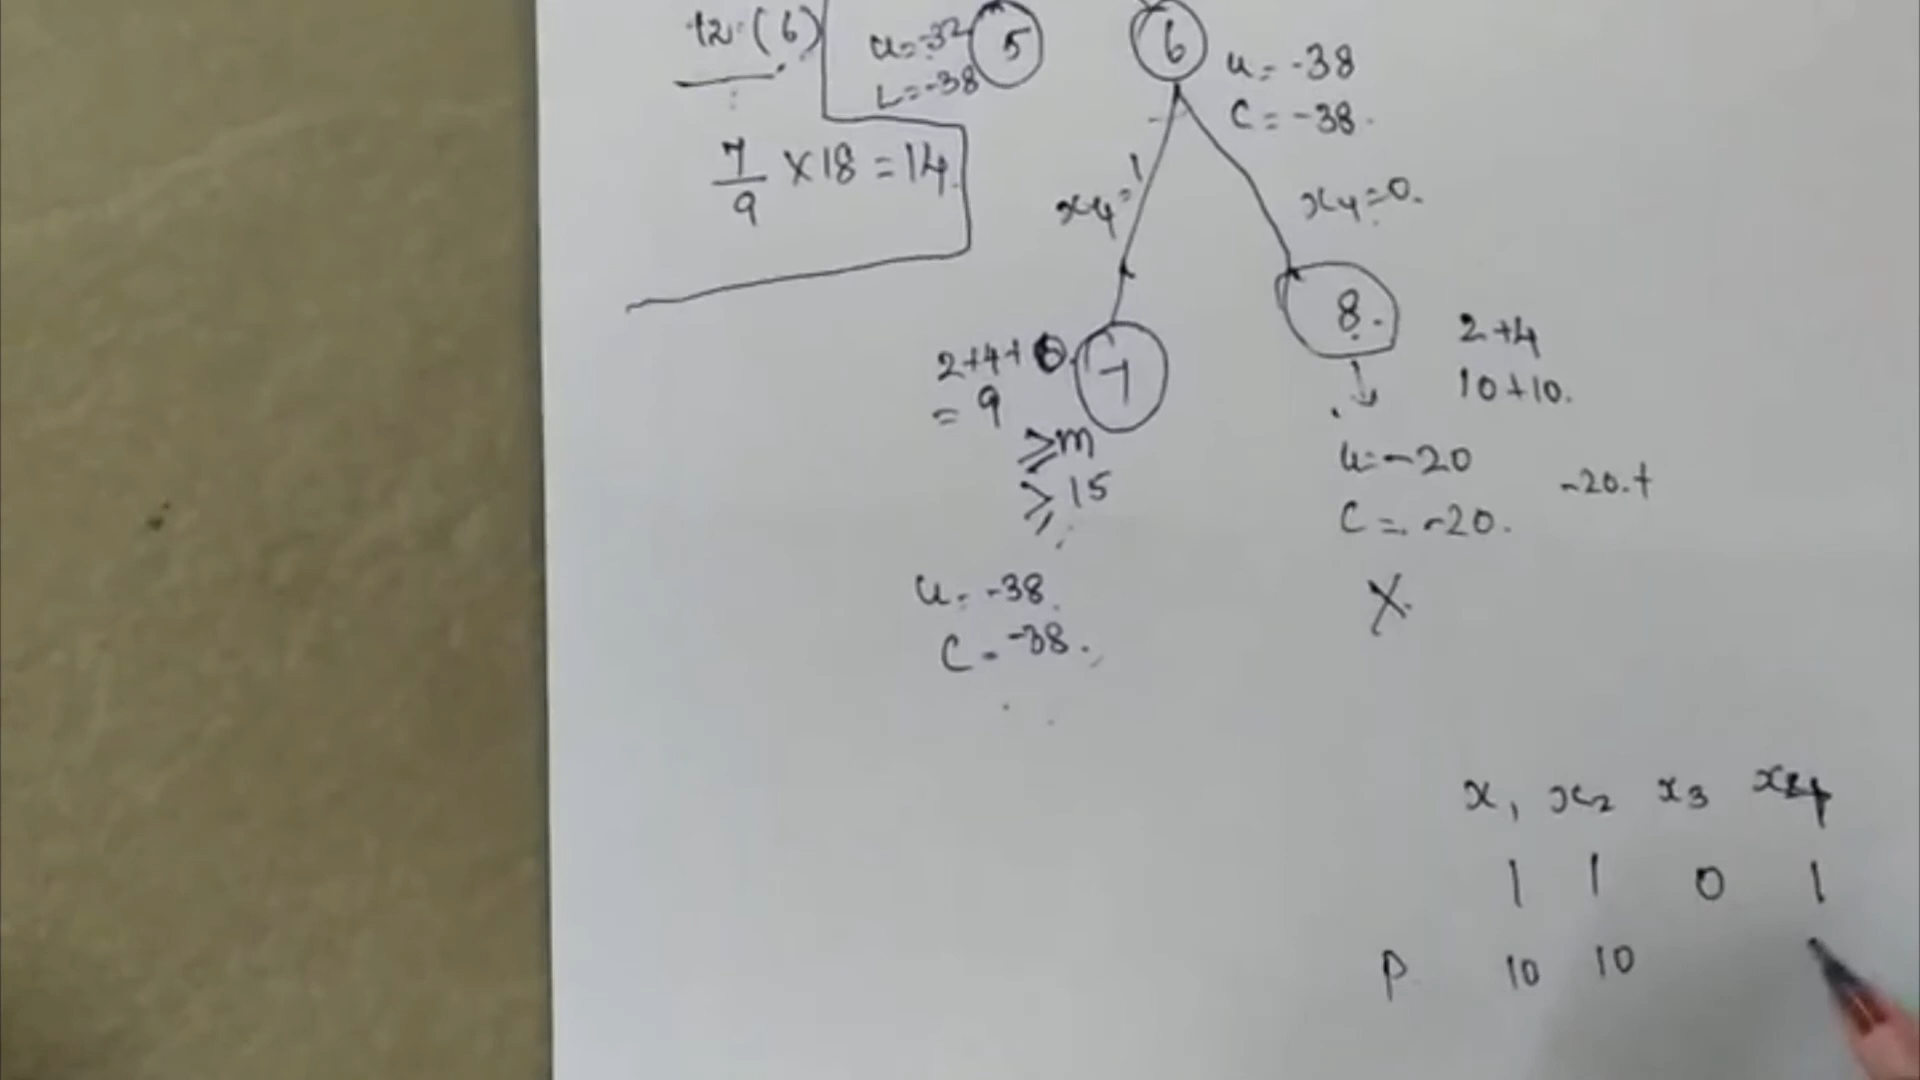 12-(6)
u=-32
L=-38
5
7/9 ×18=14.
6
u=-38
C=-38.
x4=1
x4=0.
2+4+
=9
7
≥m
≥15
u=-38.
C=-38.
8.
2+4
10+10.
u=-20
C=-20.
-20.+
X.
x1 x2 x3 x4
1 1 0 1
P. 10 10